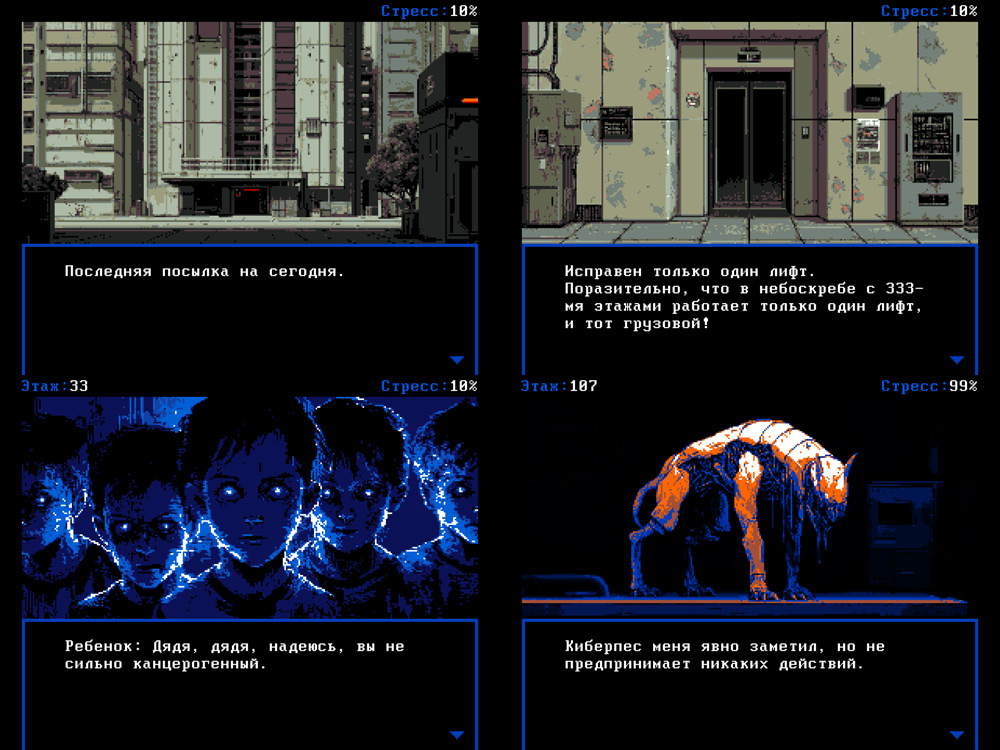 Стресс:10%
Последняя посылка на сегодня.
Стресс:10%
Исправен только один лифт.
Поразительно, что в небоскребе с 333-
мя этажами работает только один лифт,
и тот грузовой!
Этаж:33
Стресс:10%
Ребенок: Дядя, дядя, надеюсь, вы не
сильно канцерогенный.
Этаж:107
Стресс:99%
Киберпес меня явно заметил, но не
предпринимает никаких действий.